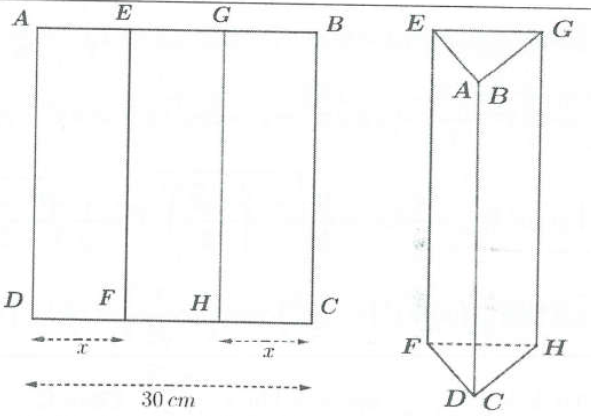 A E G B
D F H C
x x
30 cm
E G
A B
F H
D C